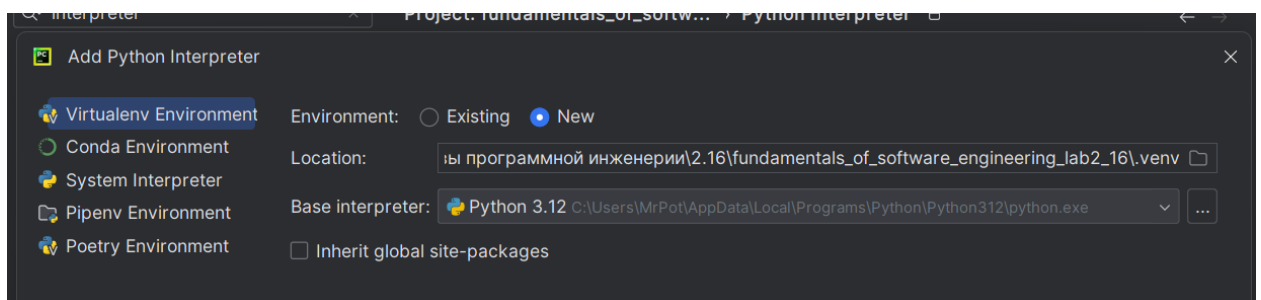 interpreter
Project: fundamentals_of_softw... › Python Interpreter
Add Python Interpreter
Virtualenv Environment
Conda Environment
System Interpreter
Pipenv Environment
Poetry Environment
Environment: Existing New
Location: ıы программной инженерии\2.16\fundamentals_of_software_engineering_lab2_16\.venv
Base interpreter: Python 3.12 C:\Users\MrPot\AppData\Local\Programs\Python\Python312\python.exe ...
Inherit global site-packages